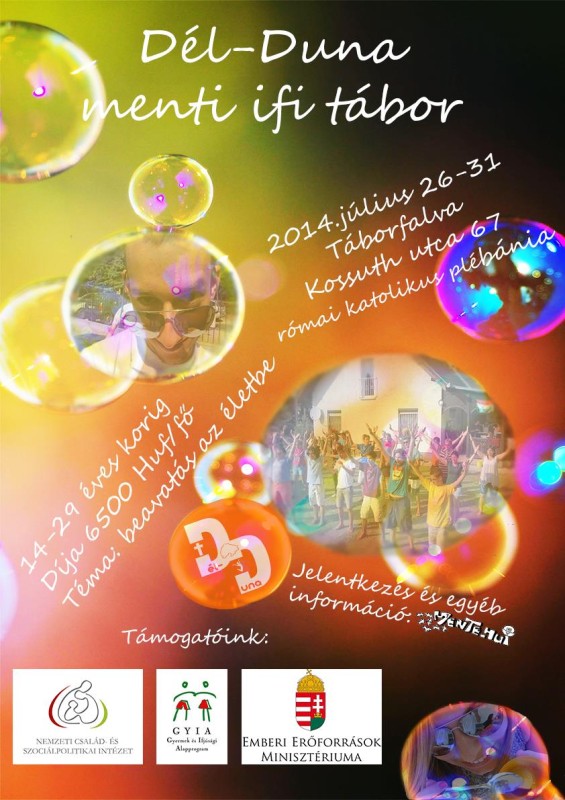 Dél-Duna
menti ifi tábor
2014.július 26-31
Táborfalva
Kossuth utca 67
római katolikus plébánia
14-29 éves korig
Díja 6500 Huf/fő
Téma: beavatás az életbe
Dél-
Duna
Jelentkezés és egyéb
információ:
Támogatóink:
NEMZETI CSALÁD- ÉS
SZOCIÁLPOLITIKAI INTÉZET
GYIA
Gyermek és Ifjúsági
Alapprogram
EMBERI ERŐFORRÁSOK
MINISZTÉRIUMA